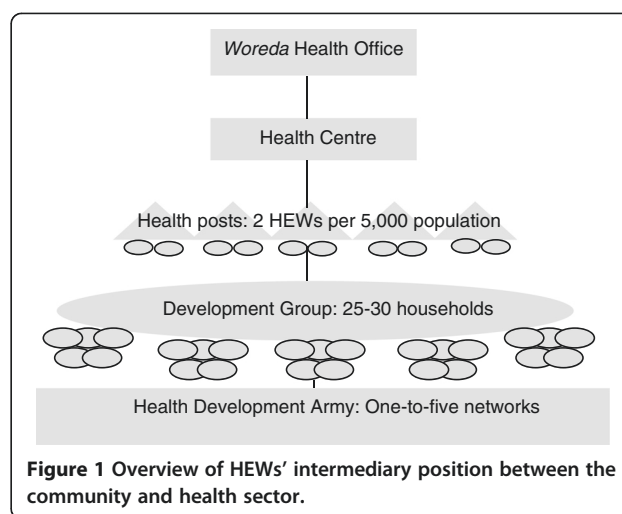 Woreda Health Office
Health Centre
Health posts: 2 HEWs per 5,000 population
Development Group: 25-30 households
Health Development Army: One-to-five networks
Figure 1 Overview of HEWs' intermediary position between the
community and health sector.